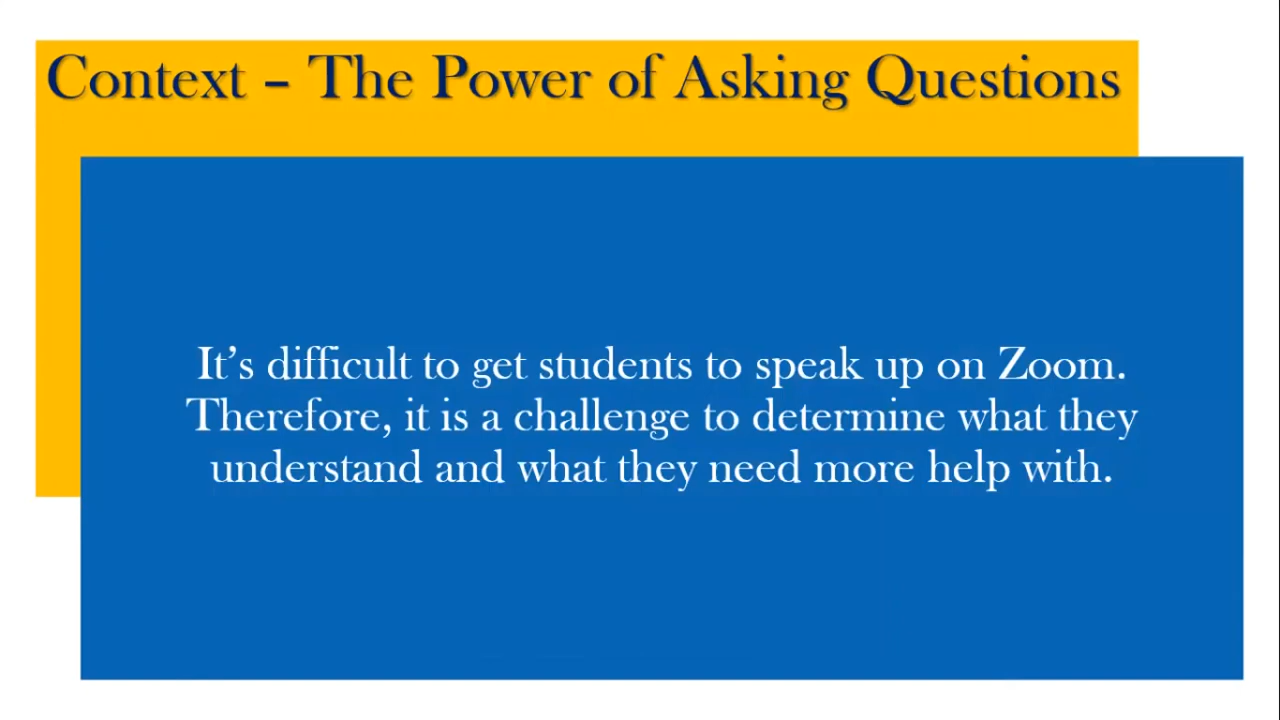 Context – The Power of Asking Questions
It’s difficult to get students to speak up on Zoom.
Therefore, it is a challenge to determine what they
understand and what they need more help with.